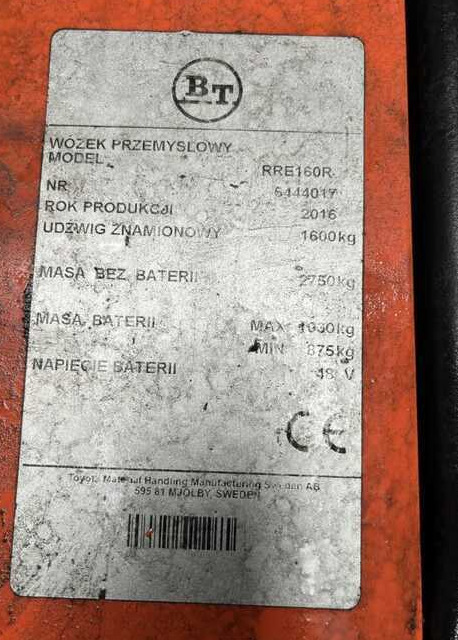 BT
WÓZEK PRZEMYSŁOWY
MODEL RRE160R
NR 6444017
ROK PRODUKCJI 2016
UDŹWIG ZNAMIONOWY 1600kg
MASA BEZ BATERII 2750kg
MASA BATERII MAX 1030kg
MIN 875kg
NAPIĘCIE BATERII 48 V
CE
Toyota Material Handling Manufacturing Sweden AB
595 81 MJÖLBY, SWEDEN